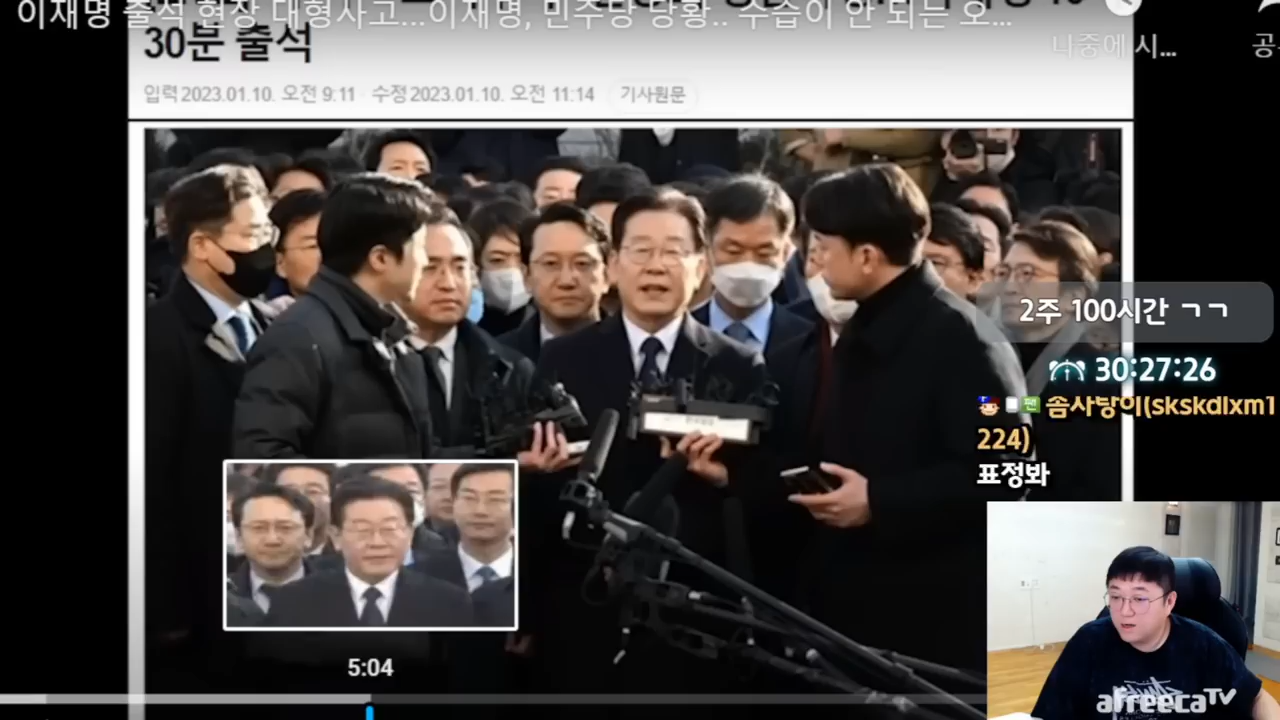 이재명 출석 현장 대형사고...이재명, 민주당 당황.. 수습이 안 되는 오...
30분 출석
나중에 시...
입력 2023.01.10. 오전 9:11 · 수정 2023.01.10. 오전 11:14 기사원문
2주 100시간 ㄱㄱ
30:27:26
솜사탕이(skskdlxm1
224)
표정봐
5:04
afreecaTV